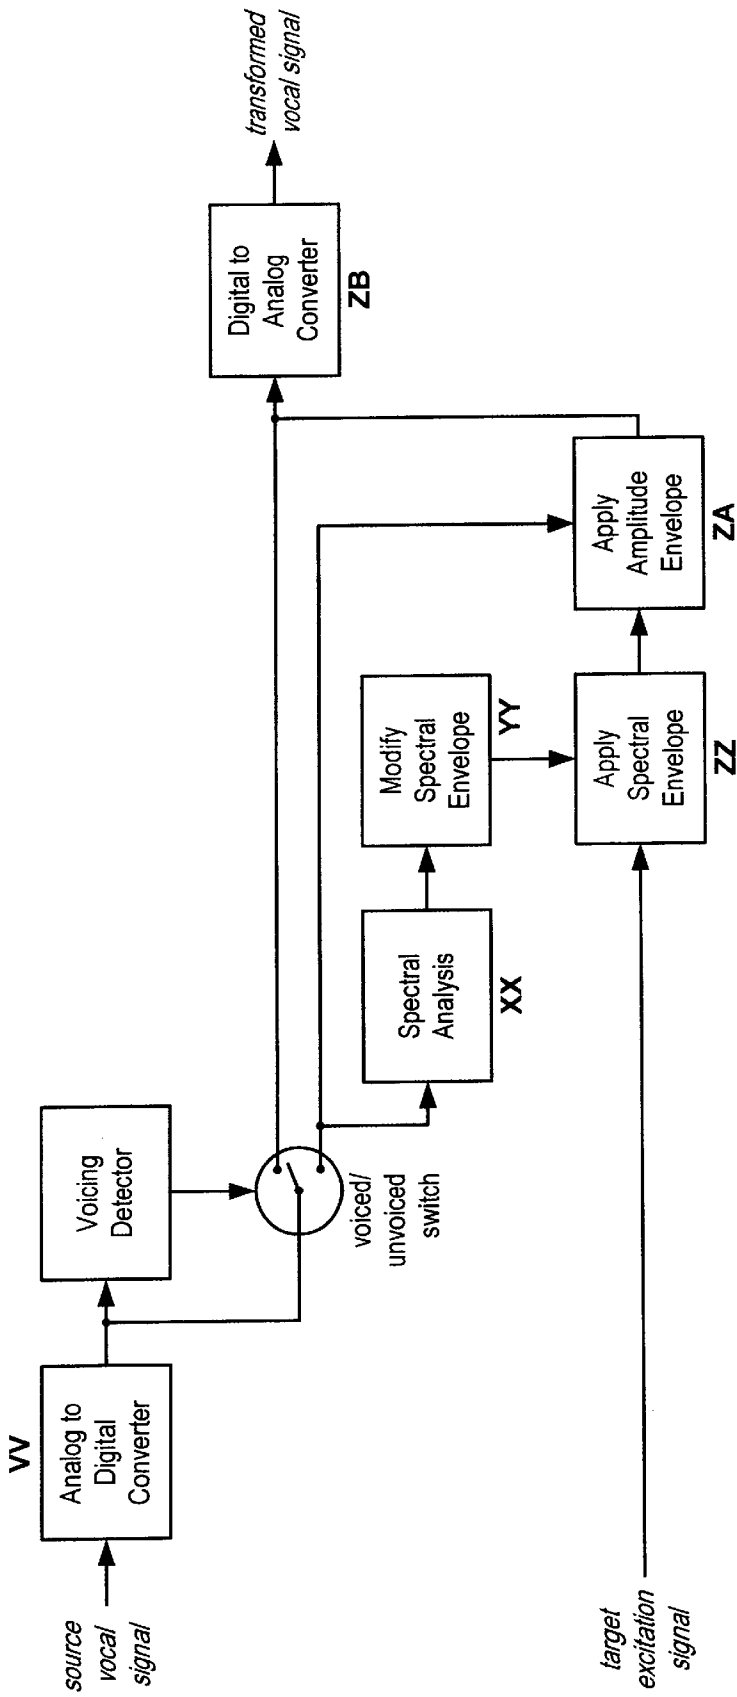 source
vocal
signal
VV
Analog to
Digital
Converter
Voicing
Detector
voiced/
unvoiced
switch
Spectral
Analysis
XX
Modify
Spectral
Envelope
YY
target
excitation
signal
Apply
Spectral
Envelope
ZZ
Apply
Amplitude
Envelope
ZA
Digital to
Analog
Converter
ZB
transformed
vocal signal